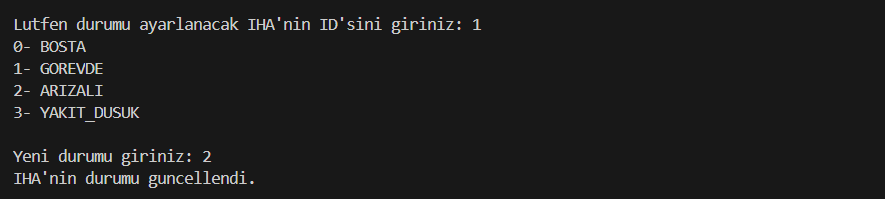 Lutfen durumu ayarlanacak IHA'nin ID'sini giriniz: 1
0- BOSTA
1- GOREVDE
2- ARIZALI
3- YAKIT_DUSUK
Yeni durumu giriniz: 2
IHA'nin durumu guncellendi.